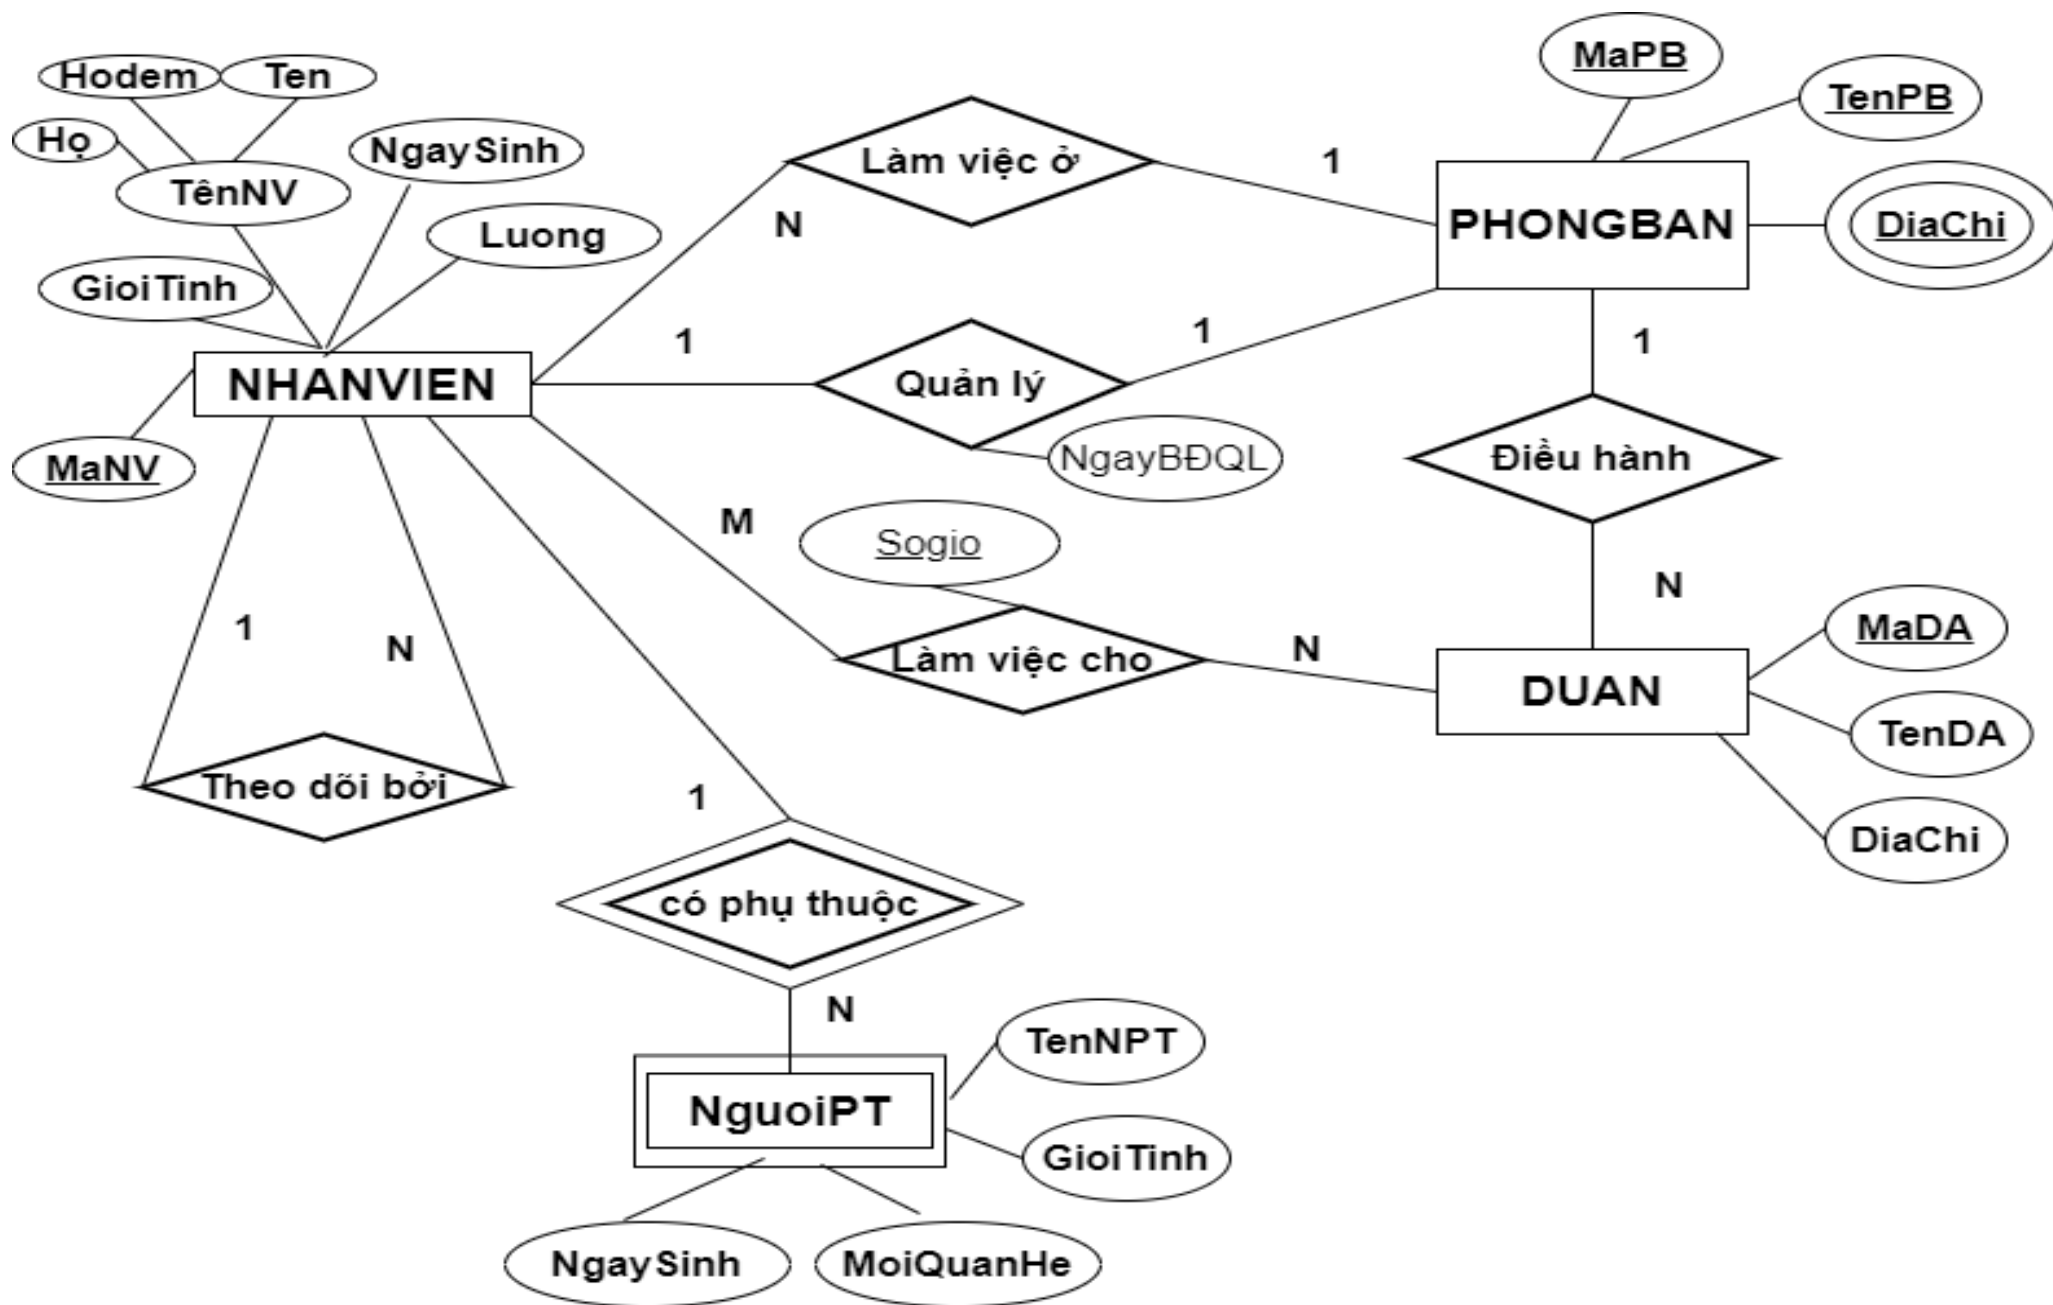 MaPB
Hodem
Ten
TenPB
Họ
NgaySinh
Làm việc ở
1
TênNV
N
PHONGBAN
DiaChi
Luong
GioiTinh
1
1
1
NHANVIEN
Quản lý
MaNV
NgayBĐQL
Điều hành
M
Sogio
N
1
N
MaDA
Làm việc cho
N
DUAN
TenDA
Theo dõi bởi
1
DiaChi
có phụ thuộc
N
TenNPT
NguoiPT
GioiTinh
NgaySinh
MoiQuanHe